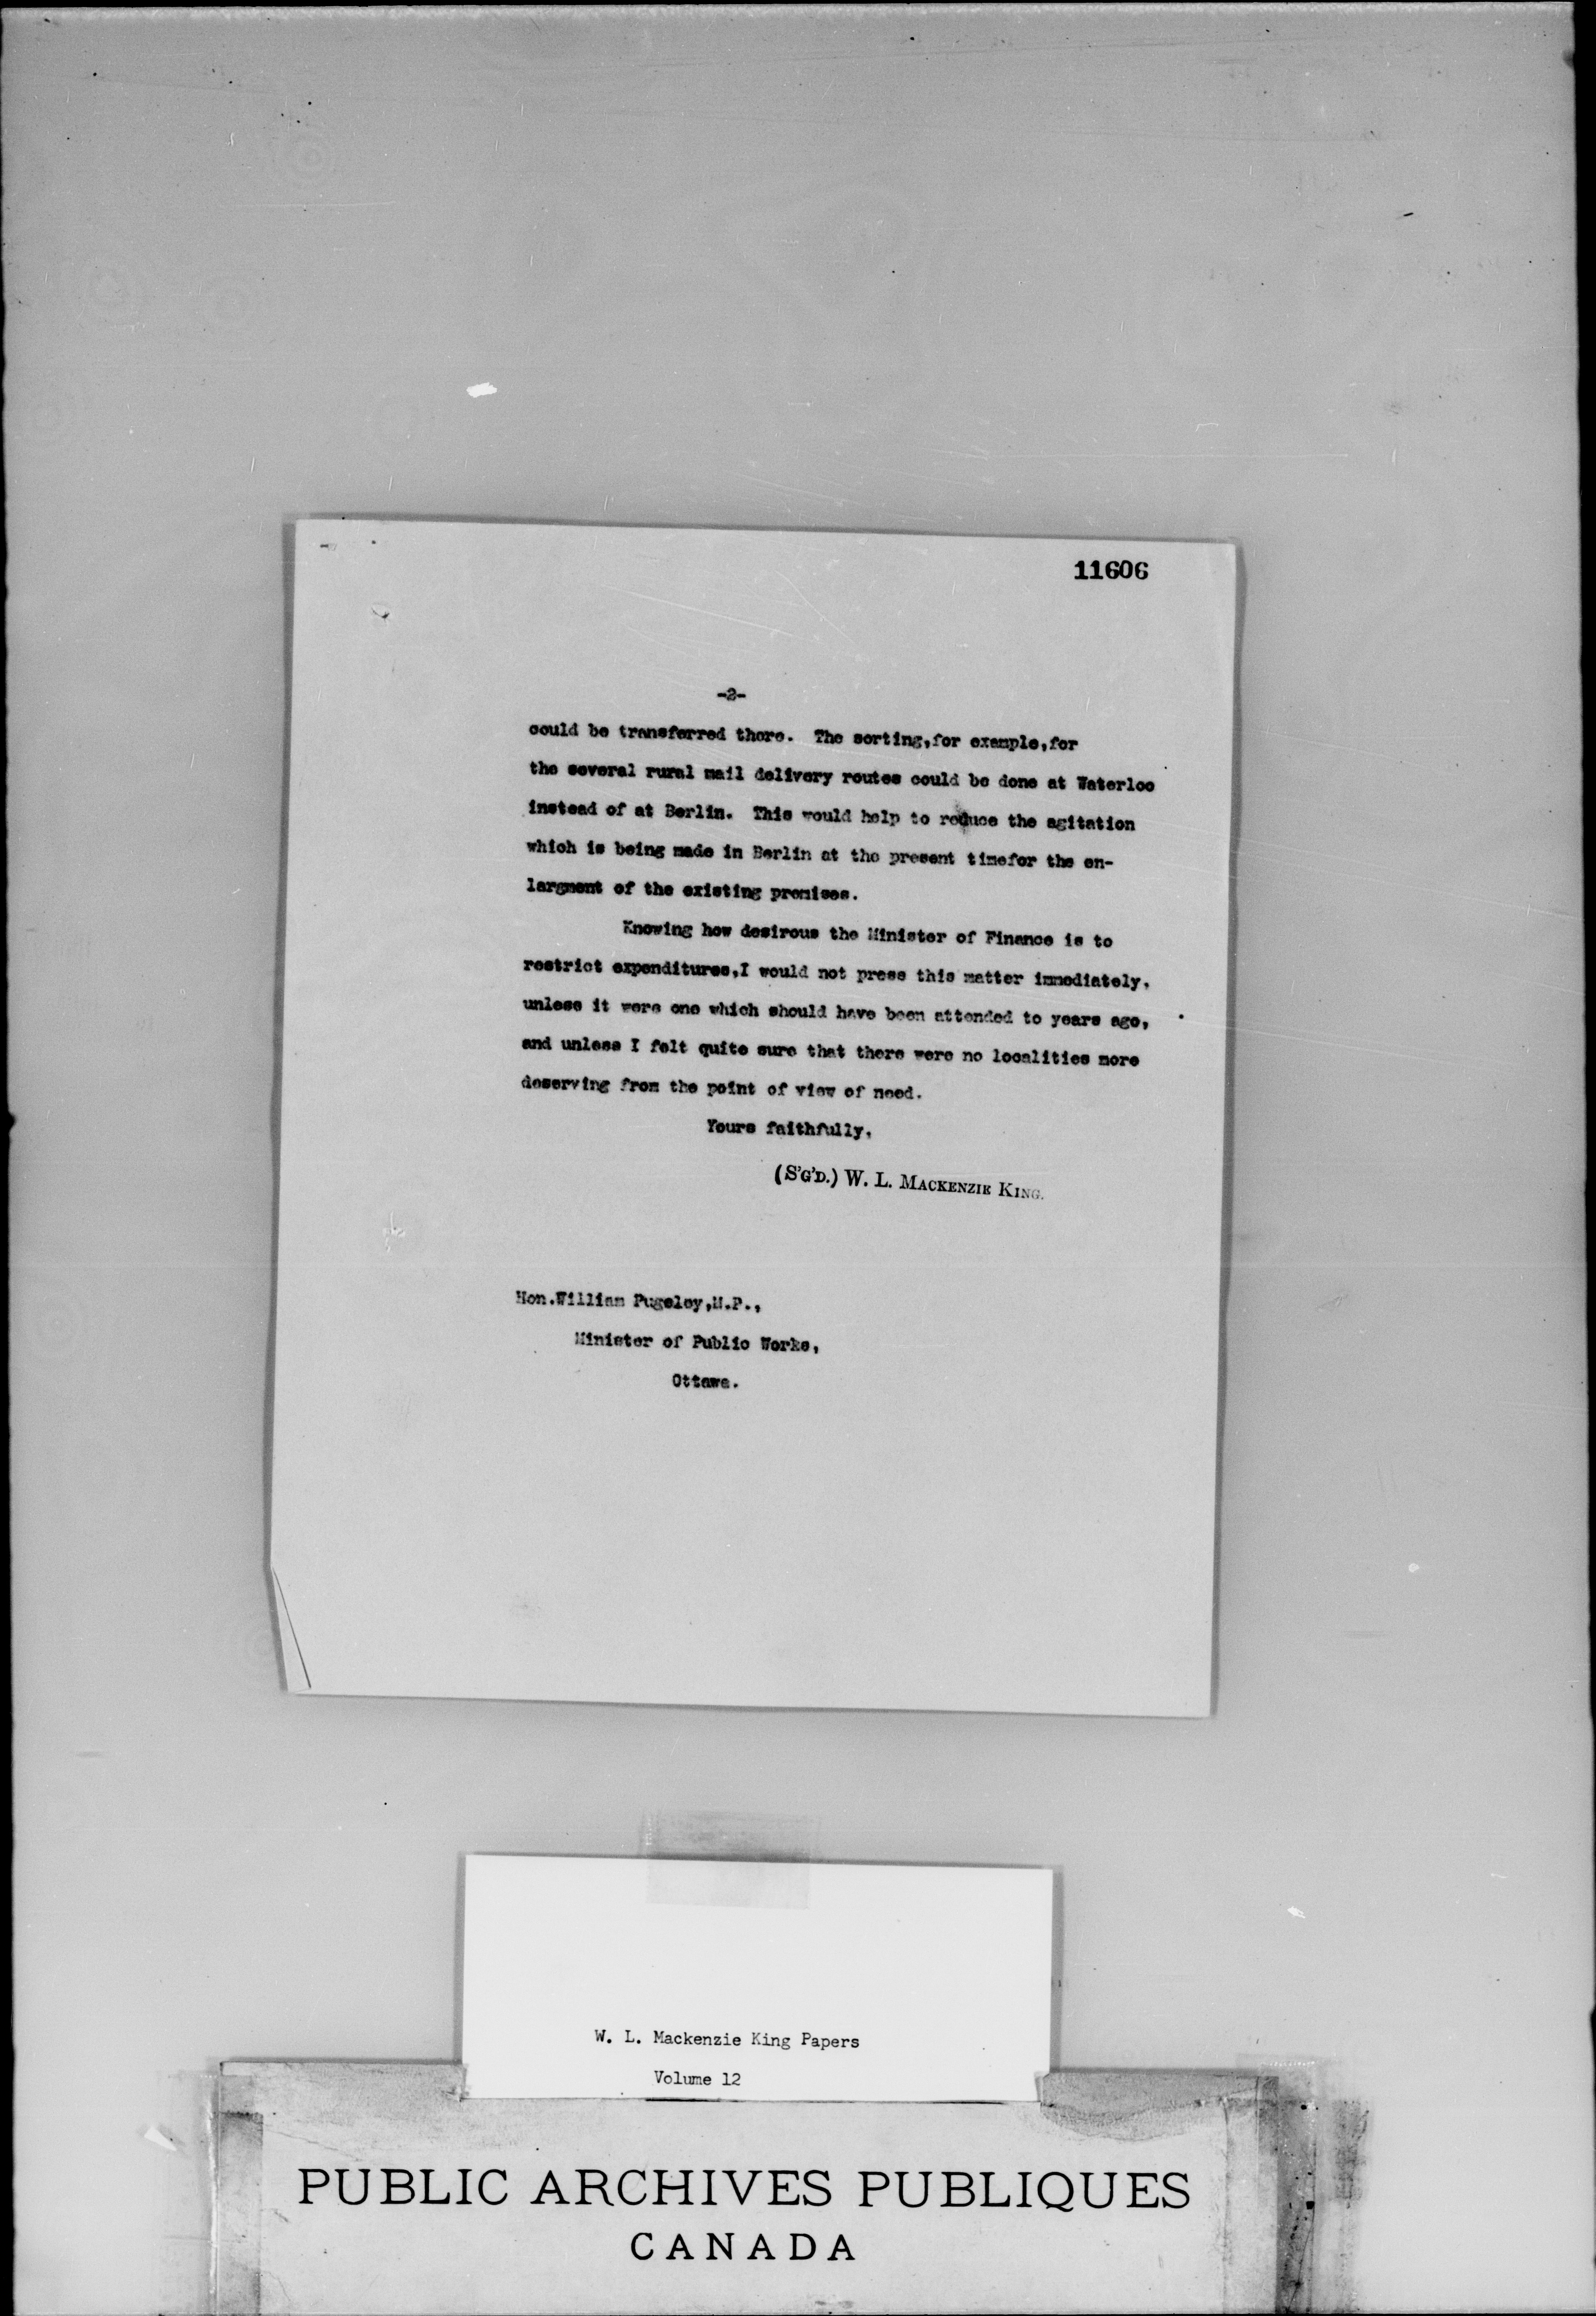 11606
-2-
could be transferred there. The sorting,for example,for
the several rural mail delivery routes could be done at Waterloo
instead of at Berlin. This would help to reduce the agitation
which is being made in Berlin at the present timefor the en-
largment of the existing premises.
Knowing how desirous the Minister of Finance is to
restrict expenditures,I would not press this matter immediately,
unless it were one which should have been attended to years ago,
and unless I felt quite sure that there were no localities more
deserving from the point of view of need.
Yours faithfully,
(S'G'D.) W. L. MACKENZIE KING.
Hon.William Pugsley,M.P.,
Minister of Public Works,
Ottawa.
W. L. Mackenzie King Papers
Volume 12
PUBLIC ARCHIVES PUBLIQUES
CANADA